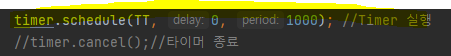 timer.schedule(TT, delay: 0, period: 1000); //Timer 실행
//timer.cancel();//타이머 종료